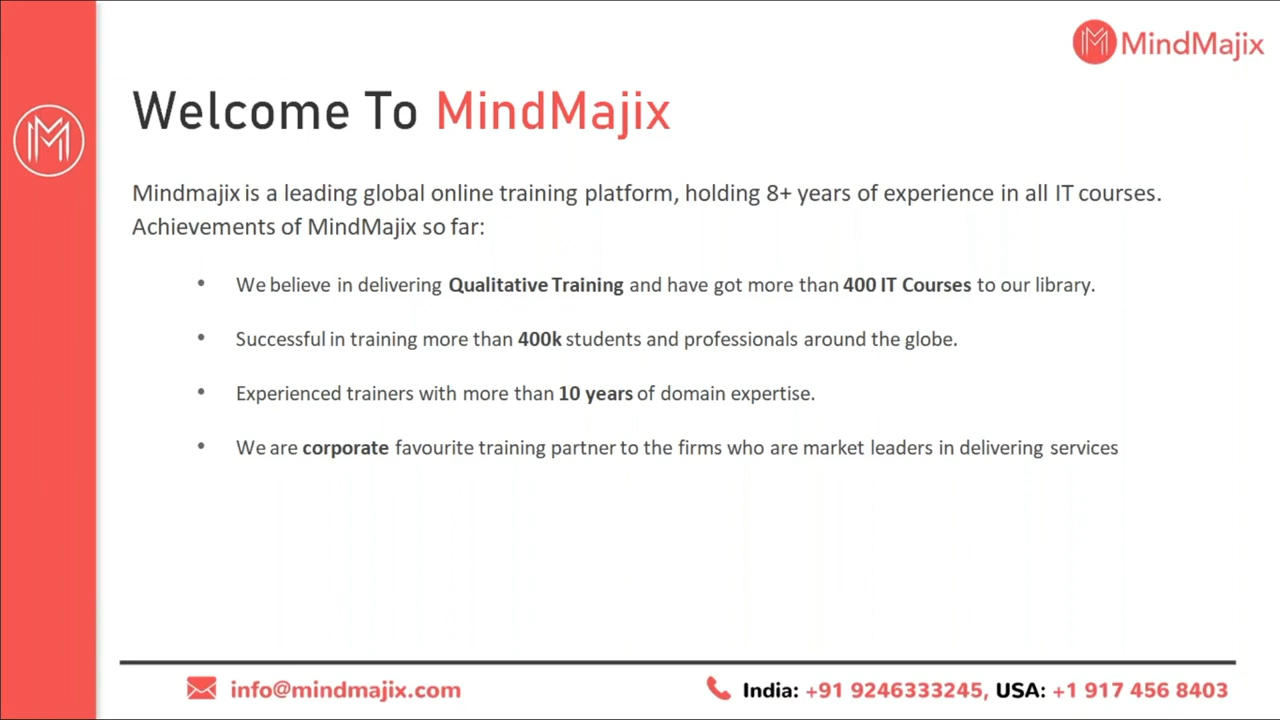 MindMajix
Welcome To MindMajix
Mindmajix is a leading global online training platform, holding 8+ years of experience in all IT courses.
Achievements of MindMajix so far:
• We believe in delivering Qualitative Training and have got more than 400 IT Courses to our library.
• Successful in training more than 400k students and professionals around the globe.
• Experienced trainers with more than 10 years of domain expertise.
• We are corporate favourite training partner to the firms who are market leaders in delivering services
info@mindmajix.com
India: +91 9246333245, USA: +1 917 456 8403